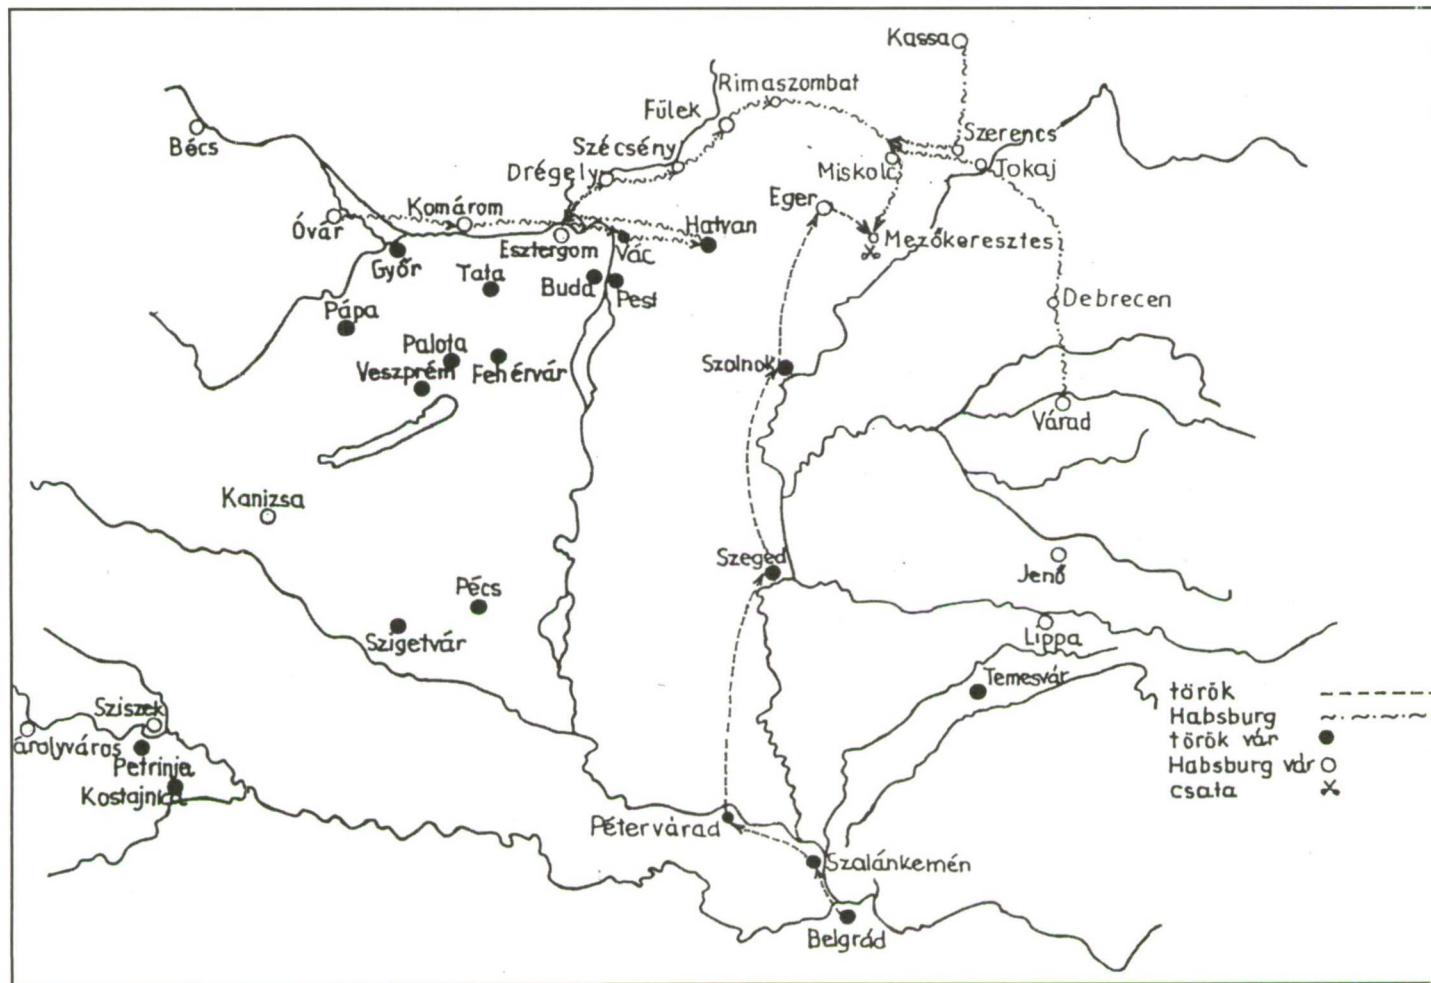 Kassa
Rimaszombat
Fülek
Bécs
Szerencs
Szécsény
Drégely
Miskolc
Tokaj
Eger
Komárom
Óvár
Hatvan
Esztergom
Vác
Mezőkeresztes
Győr
Tata
Buda
Pest
Pápa
Debrecen
Palota
Veszprém
Fehérvár
Szolnok
Várad
Kanizsa
Szeged
Jenő
Pécs
Szigetvár
Lippa
Temesvár
Sziszek
árolyváros
Petrinja
Kostajnica
török
Habsburg
török vár
Habsburg vár
csata
Pétervárad
Szalánkemén
Belgrád